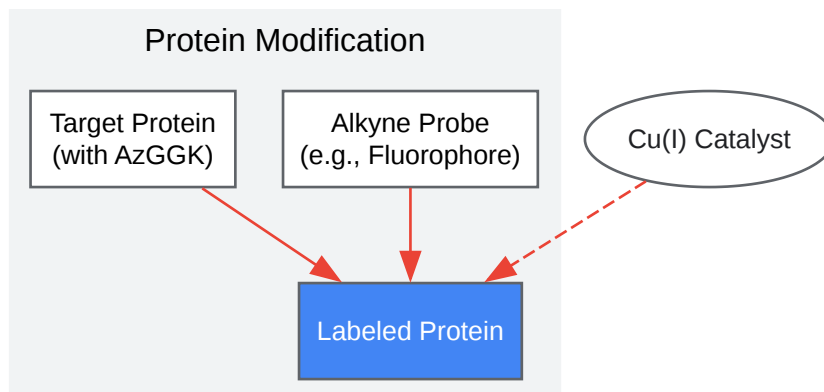 Protein Modification
Target Protein
(with AzGGK)
Alkyne Probe
(e.g., Fluorophore)
Cu(I) Catalyst
Labeled Protein